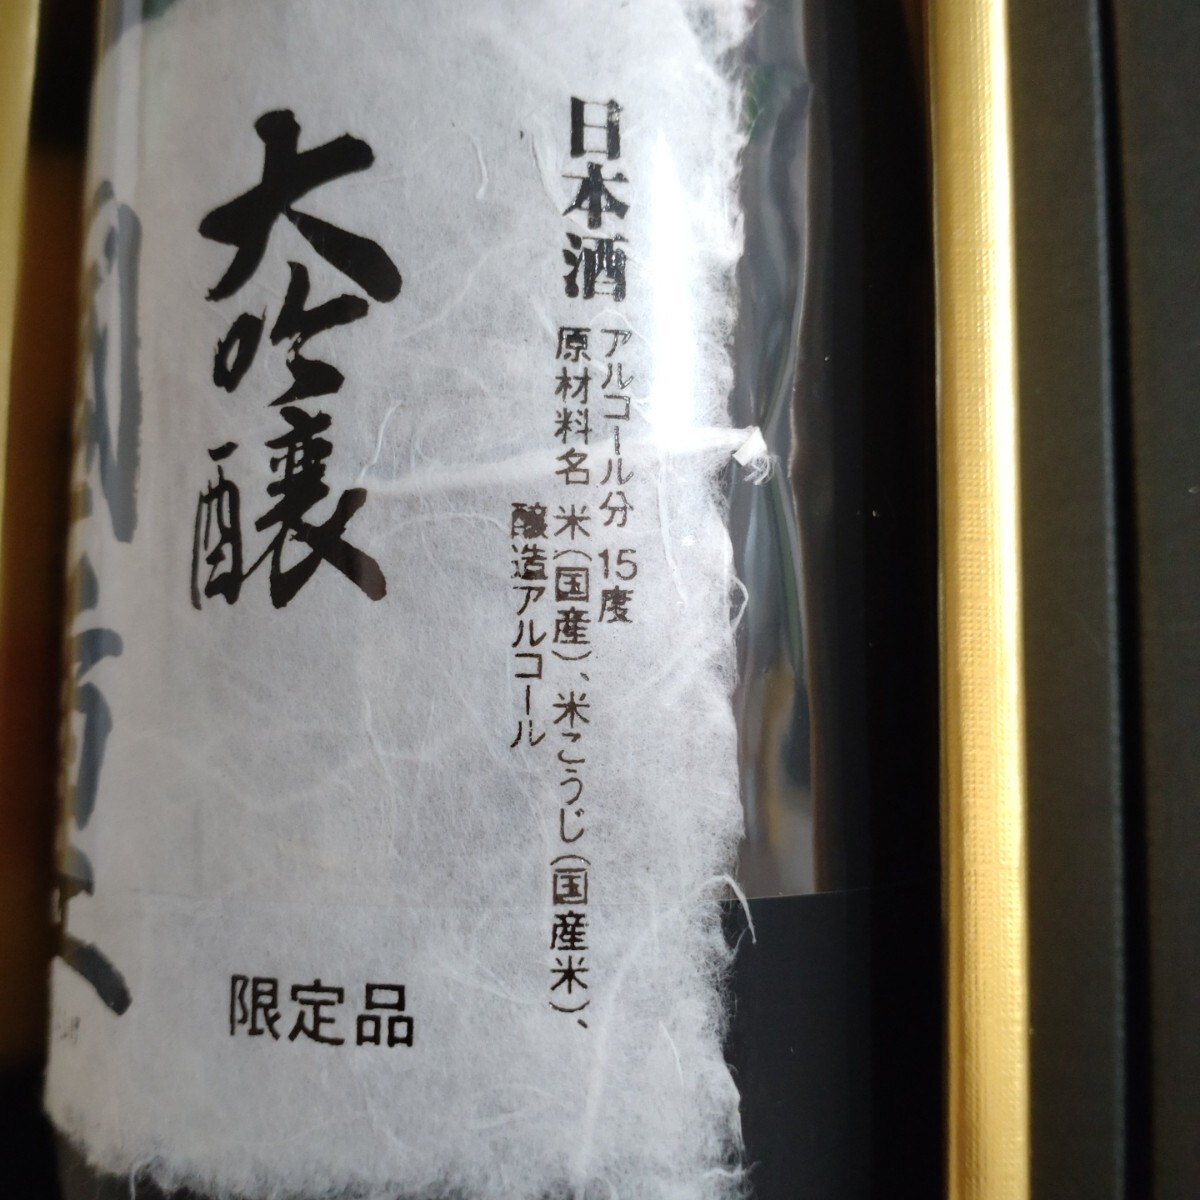 日本酒
アルコール分 15度
原材料名 米(国産)、米こうじ(国産米)、
醸造アルコール
大吟醸
限定品